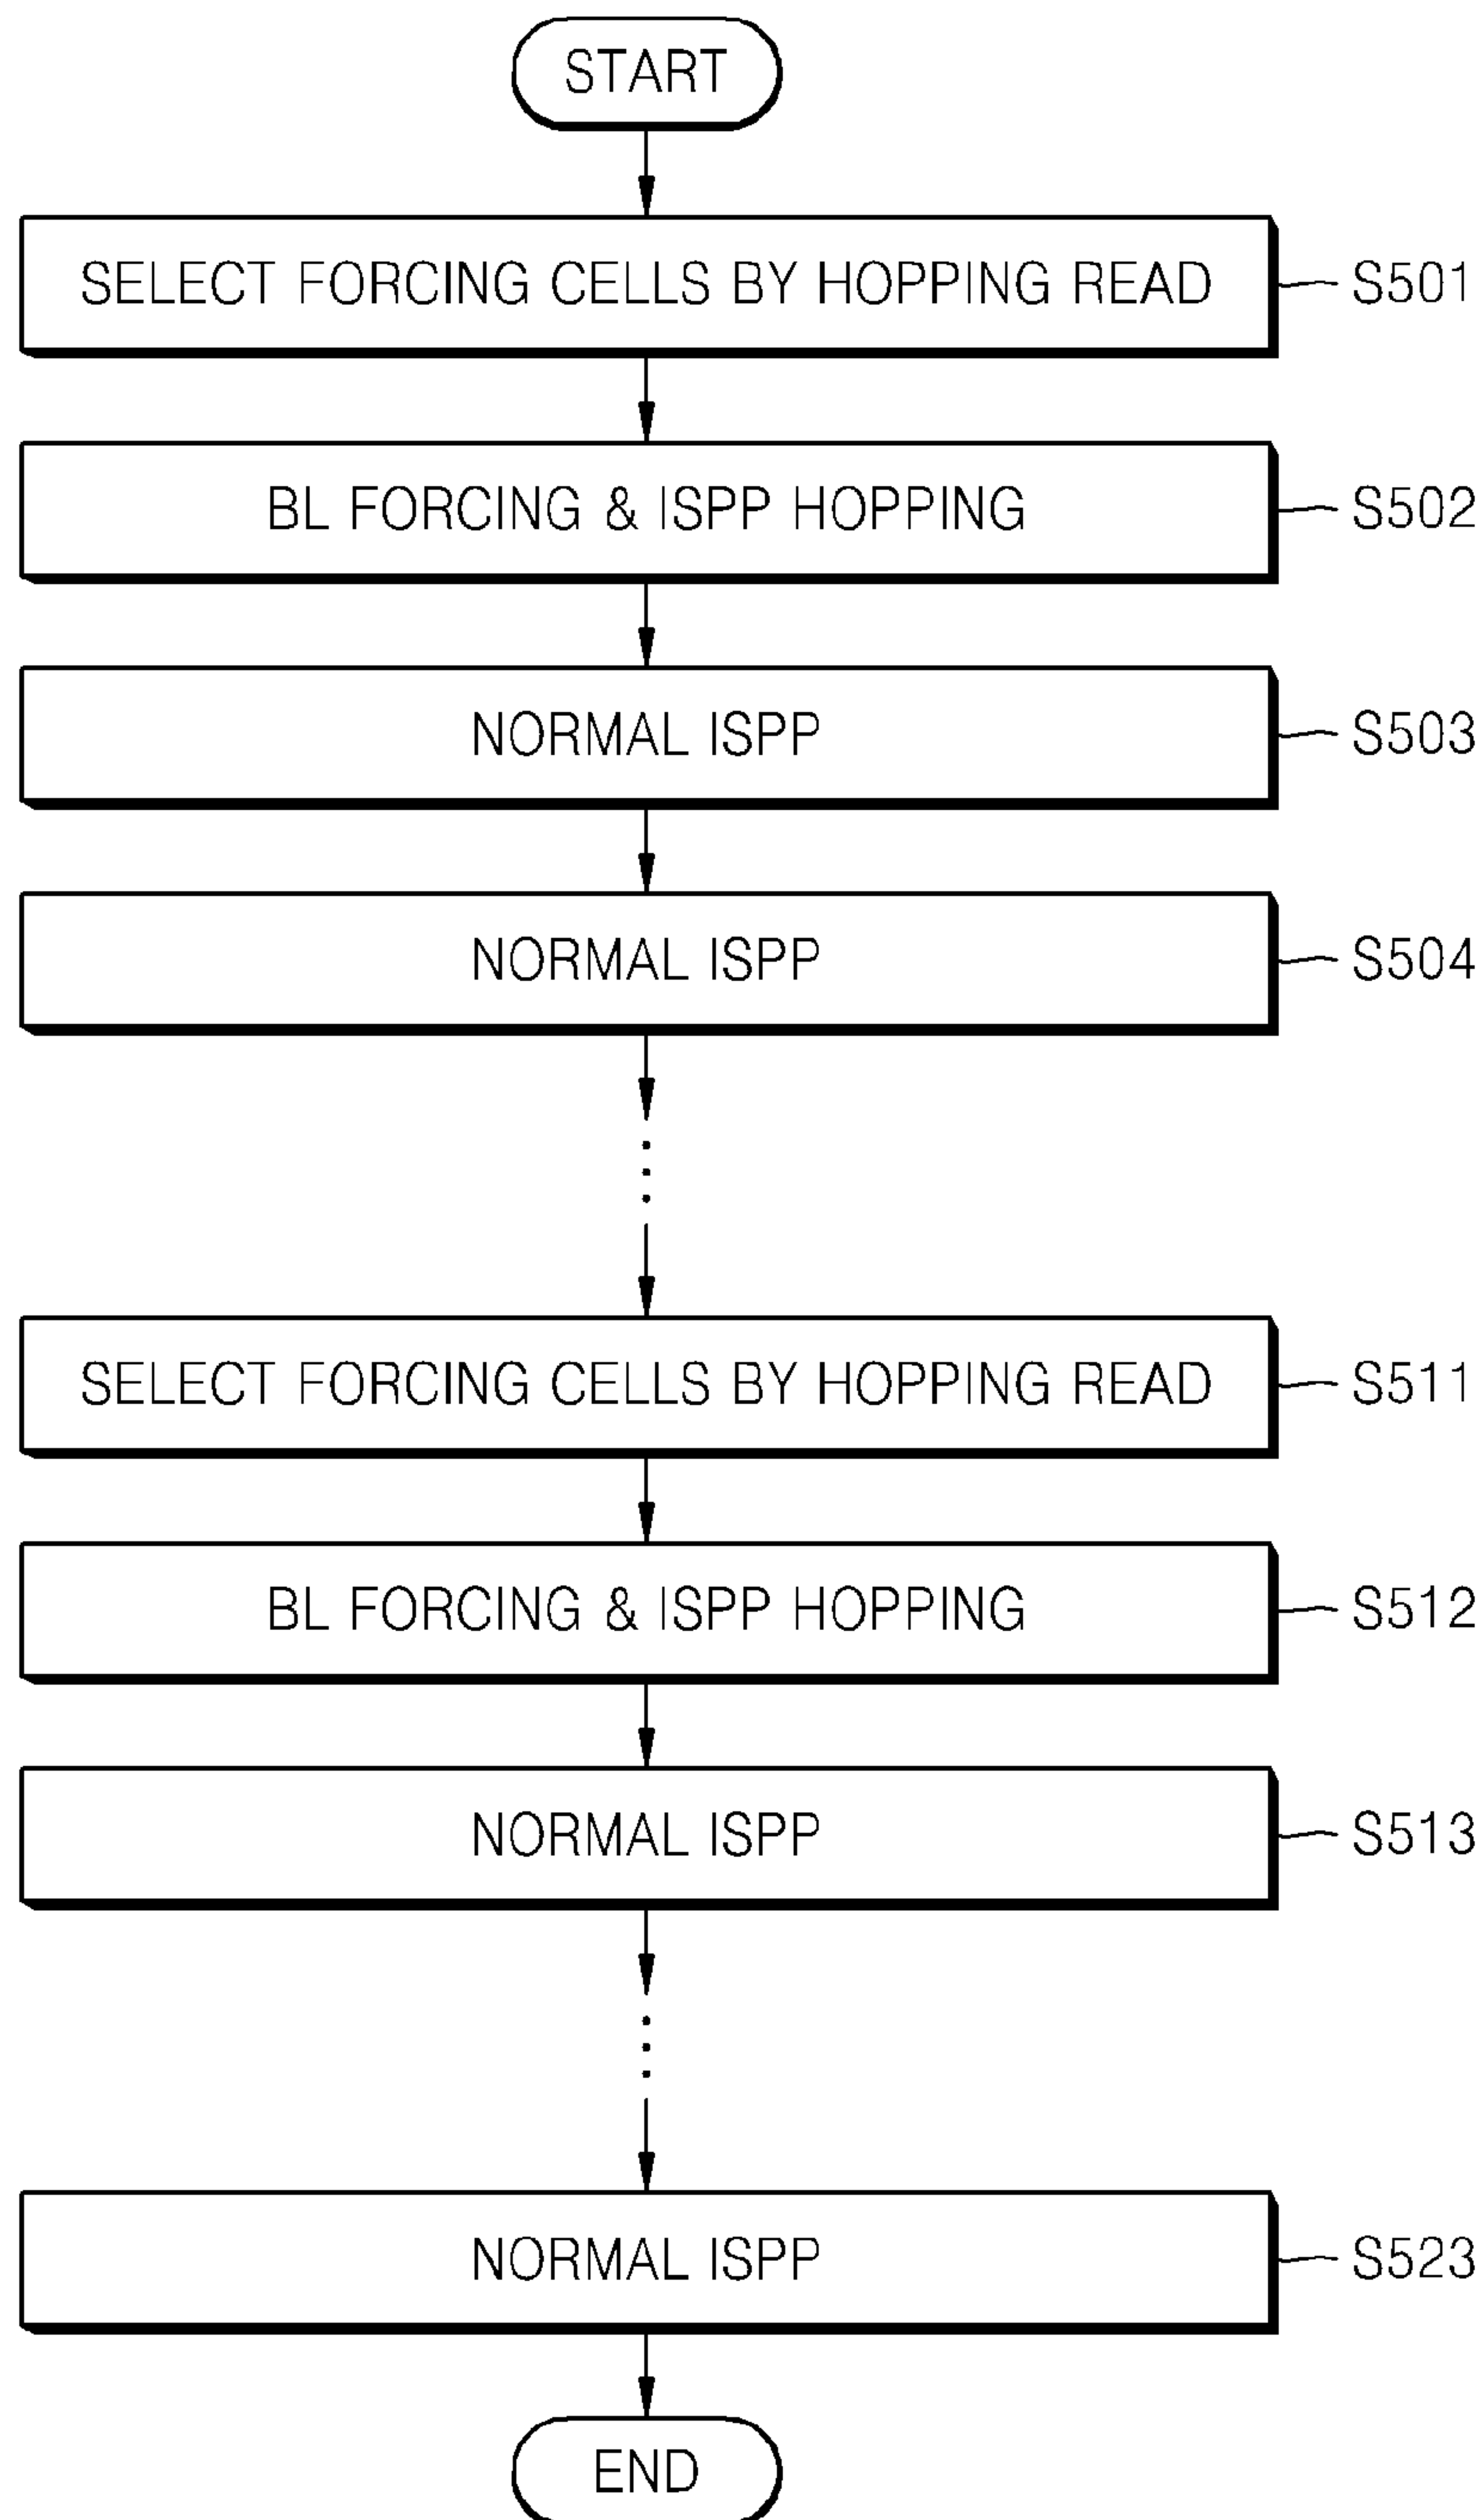 START
SELECT FORCING CELLS BY HOPPING READ S501
BL FORCING & ISPP HOPPING S502
NORMAL ISPP S503
NORMAL ISPP S504
SELECT FORCING CELLS BY HOPPING READ S511
BL FORCING & ISPP HOPPING S512
NORMAL ISPP S513
NORMAL ISPP S523
END